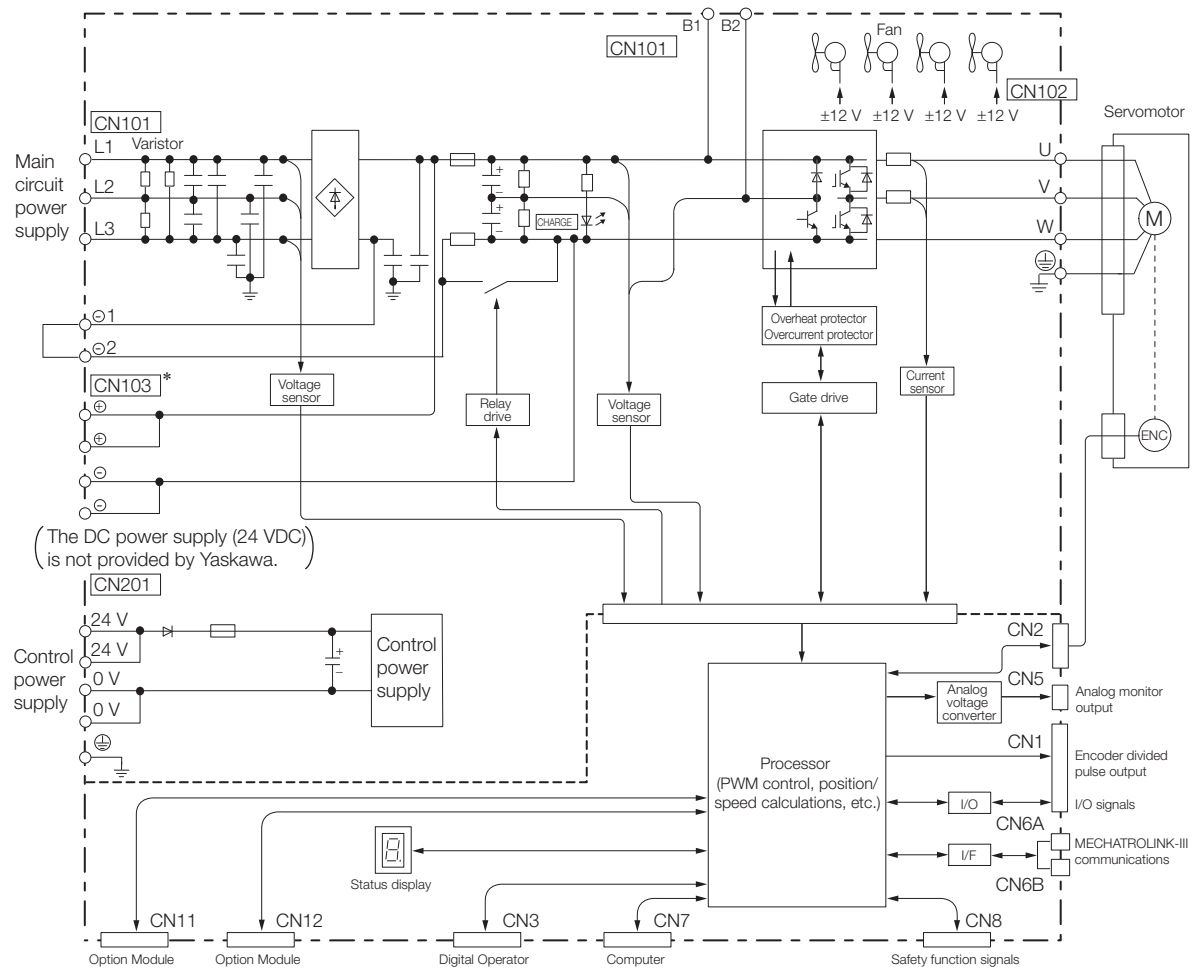 B1
B2
CN101
Fan
±12 V
±12 V
±12 V
±12 V
CN102
Servomotor
CN101
Varistor
Main
circuit
power
supply
L1
L2
L3
+
−
+
−
CHARGE
U
V
W
M
⊖1
⊖2
Overheat protector
Overcurrent protector
CN103*
Voltage
sensor
Relay
drive
Voltage
sensor
Gate drive
Current
sensor
⊕
⊕
⊖
⊖
ENC
(The DC power supply (24 VDC)
is not provided by Yaskawa.)
CN201
Control
power
supply
24 V
24 V
0 V
0 V
+
−
Control
power
supply
CN2
CN5
Analog
voltage
converter
Analog monitor
output
CN1
Encoder divided
pulse output
Processor
(PWM control, position/
speed calculations, etc.)
I/O
I/O signals
CN6A
I/F
MECHATROLINK-III
communications
CN6B
8.
Status display
CN11
CN12
CN3
CN7
CN8
Option Module
Option Module
Digital Operator
Computer
Safety function signals